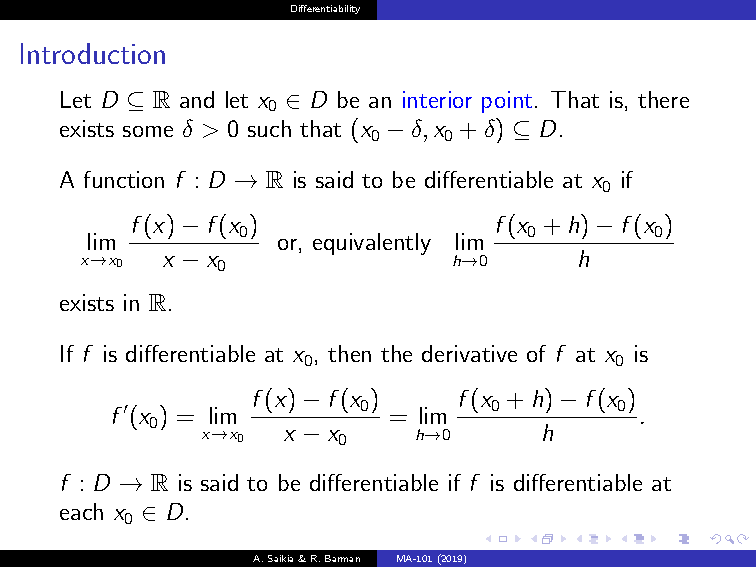 Differentiability
Introduction
Let D ⊆ ℝ and let x₀ ∈ D be an interior point. That is, there
exists some δ > 0 such that (x₀ − δ, x₀ + δ) ⊆ D.
A function f : D → ℝ is said to be differentiable at x₀ if
lim_{x→x₀} (f(x) − f(x₀))/(x − x₀) or, equivalently lim_{h→0} (f(x₀ + h) − f(x₀))/h
exists in ℝ.
If f is differentiable at x₀, then the derivative of f at x₀ is
f′(x₀) = lim_{x→x₀} (f(x) − f(x₀))/(x − x₀) = lim_{h→0} (f(x₀ + h) − f(x₀))/h.
f : D → ℝ is said to be differentiable if f is differentiable at
each x₀ ∈ D.
A. Saikia & R. Barman MA-101 (2019)